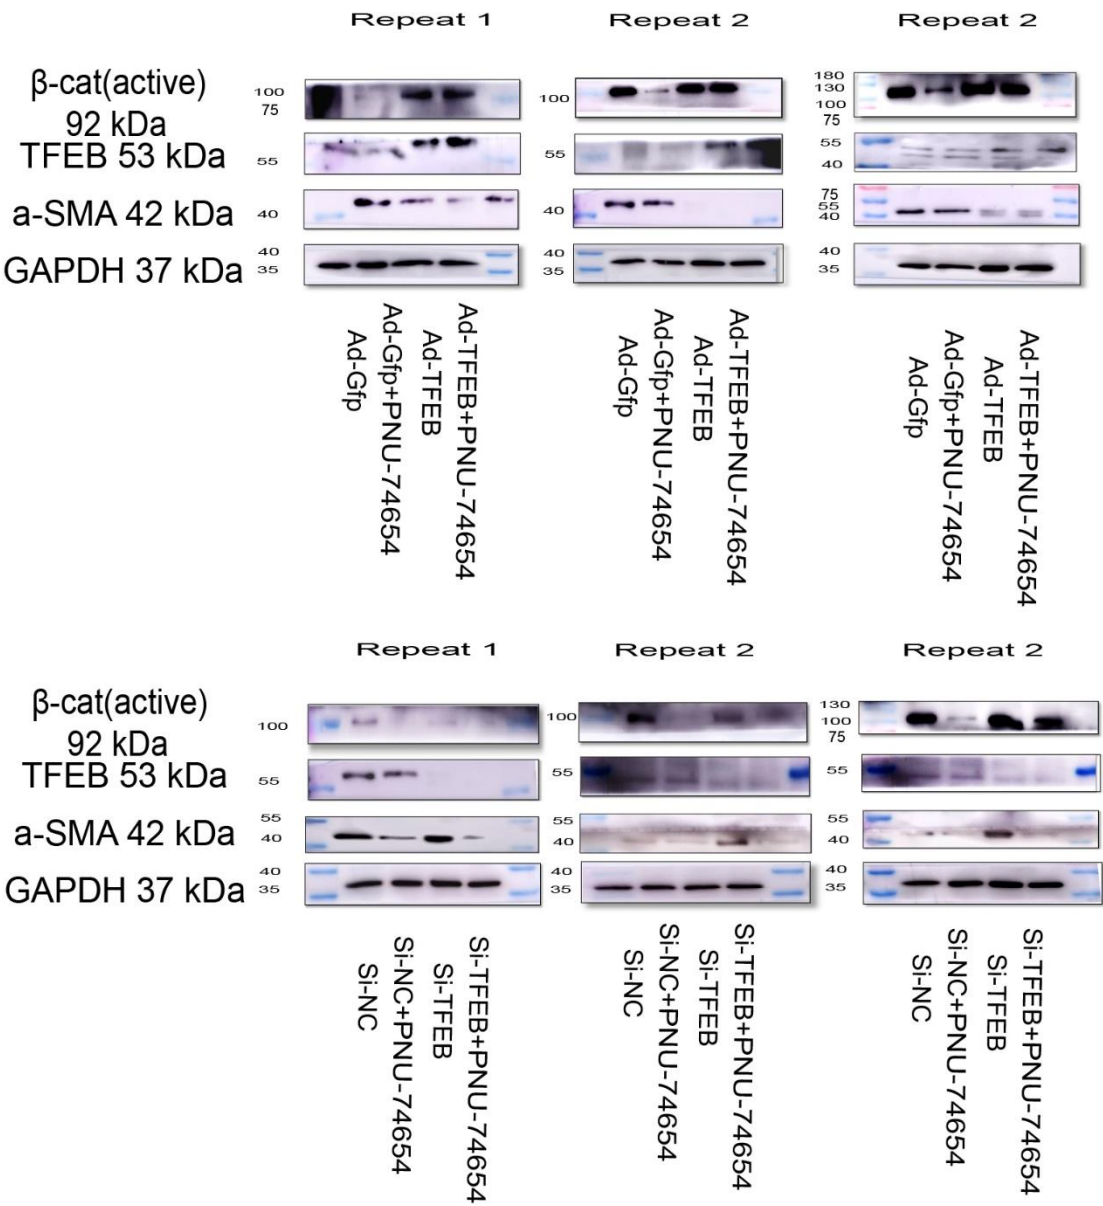 Repeat 1 Repeat 2 Repeat 2
β-cat(active)
92 kDa
100
75
100
180
130
100
75
TFEB 53 kDa
55
55
55
40
a-SMA 42 kDa
40
40
75
55
40
GAPDH 37 kDa
40
35
40
35
40
35
Ad-Gfp
Ad-Gfp+PNU-74654
Ad-TFEB
Ad-TFEB+PNU-74654
Ad-Gfp
Ad-Gfp+PNU-74654
Ad-TFEB
Ad-TFEB+PNU-74654
Ad-Gfp
Ad-Gfp+PNU-74654
Ad-TFEB
Ad-TFEB+PNU-74654
Repeat 1 Repeat 2 Repeat 2
β-cat(active)
92 kDa
100
100
130
100
75
TFEB 53 kDa
55
55
55
a-SMA 42 kDa
55
40
55
40
55
40
GAPDH 37 kDa
40
35
40
35
40
35
Si-NC
Si-NC+PNU-74654
Si-TFEB
Si-TFEB+PNU-74654
Si-NC
Si-NC+PNU-74654
Si-TFEB
Si-TFEB+PNU-74654
Si-NC
Si-NC+PNU-74654
Si-TFEB
Si-TFEB+PNU-74654